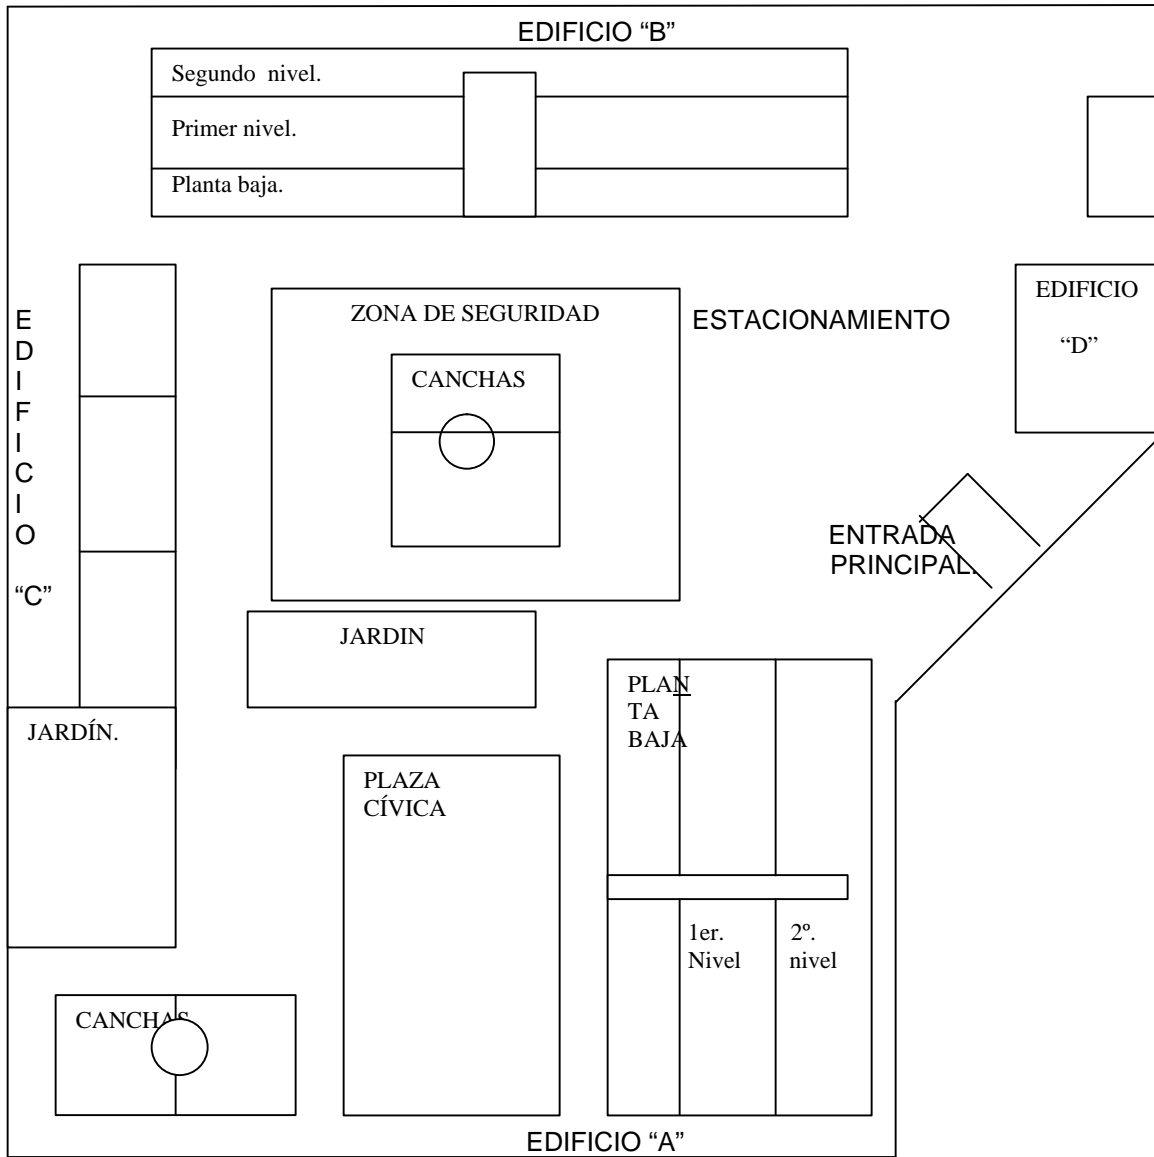 EDIFICIO “B”
Segundo  nivel.
Primer nivel.
Planta baja.
EDIFICIO
“D”
E
D
I
F
I
C
I
O
“C”
ZONA DE SEGURIDAD
ESTACIONAMIENTO
CANCHAS
ENTRADA
PRINCIPAL.
JARDIN
JARDÍN.
PLAN
TA
BAJA
PLAZA
CÍVICA
1er.
Nivel
2º.
nivel
CANCHAS
EDIFICIO “A”